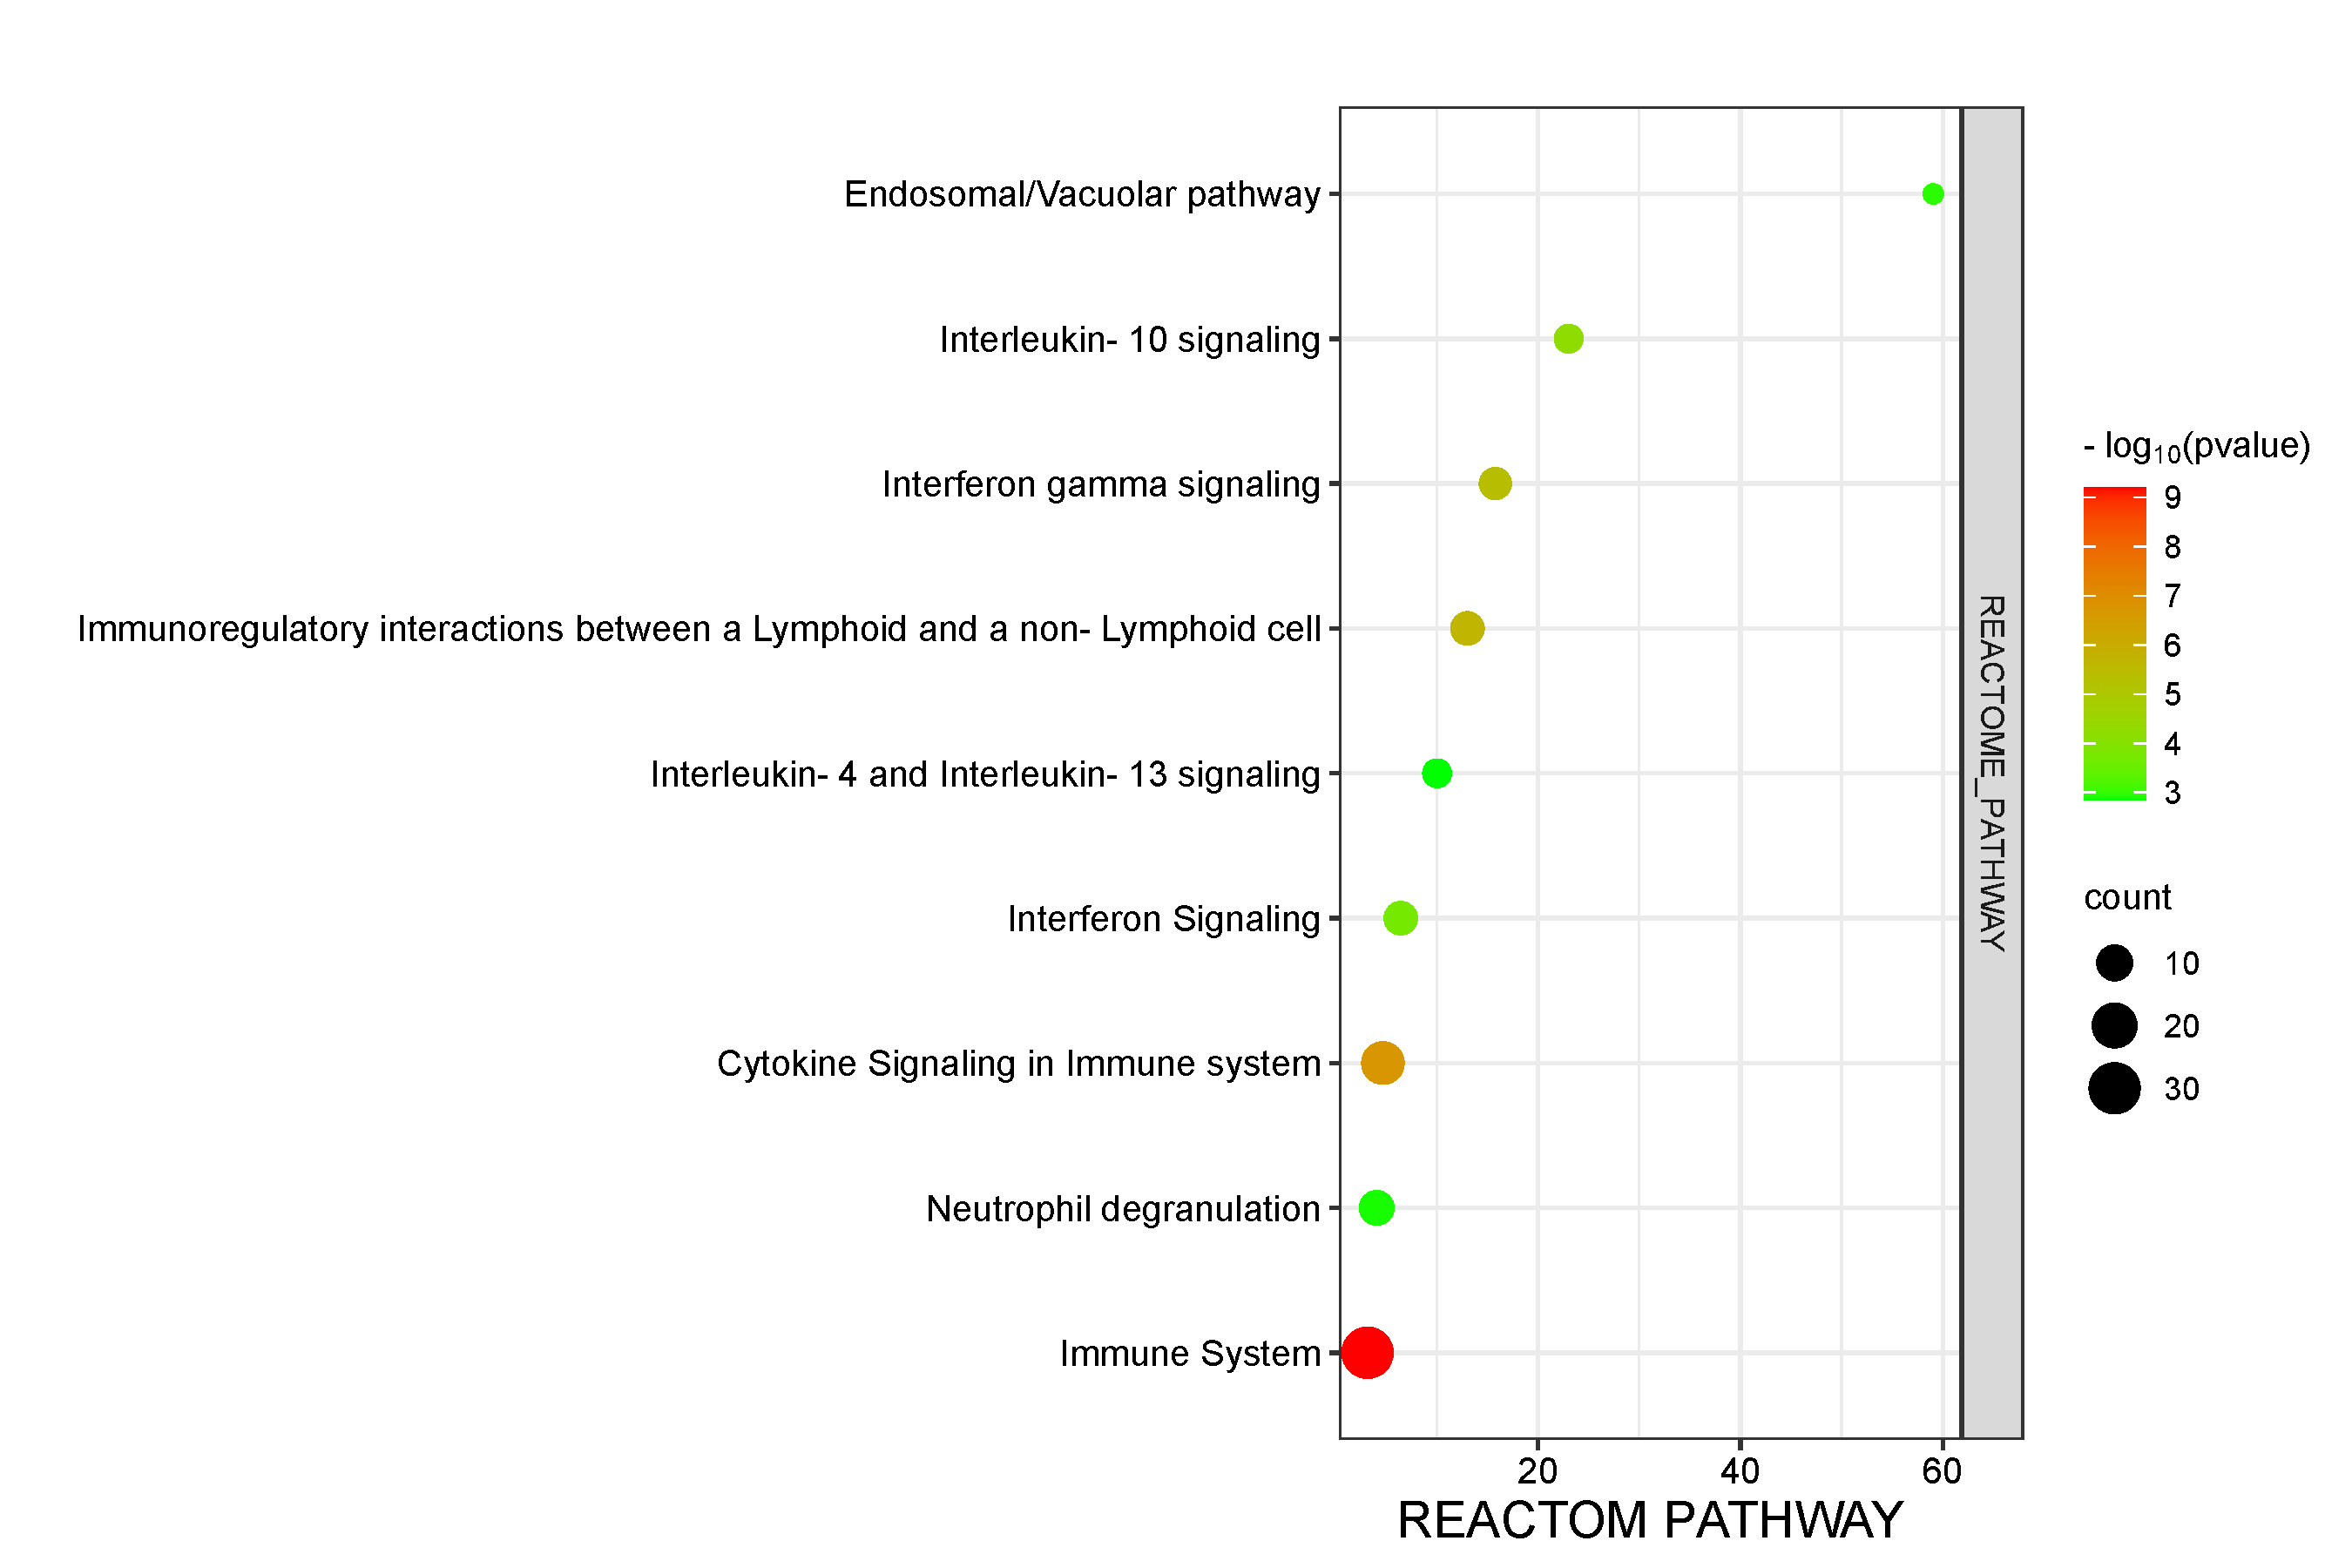 Endosomal/Vacuolar pathway
Interleukin- 10 signaling
Interferon gamma signaling
Immunoregulatory interactions between a Lymphoid and a non- Lymphoid cell
Interleukin- 4 and Interleukin- 13 signaling
Interferon Signaling
Cytokine Signaling in Immune system
Neutrophil degranulation
Immune System
20 40 60
REACTOM PATHWAY
REACTOME_PATHWAY
- log10(pvalue)
9
8
7
6
5
4
3
count
10
20
30